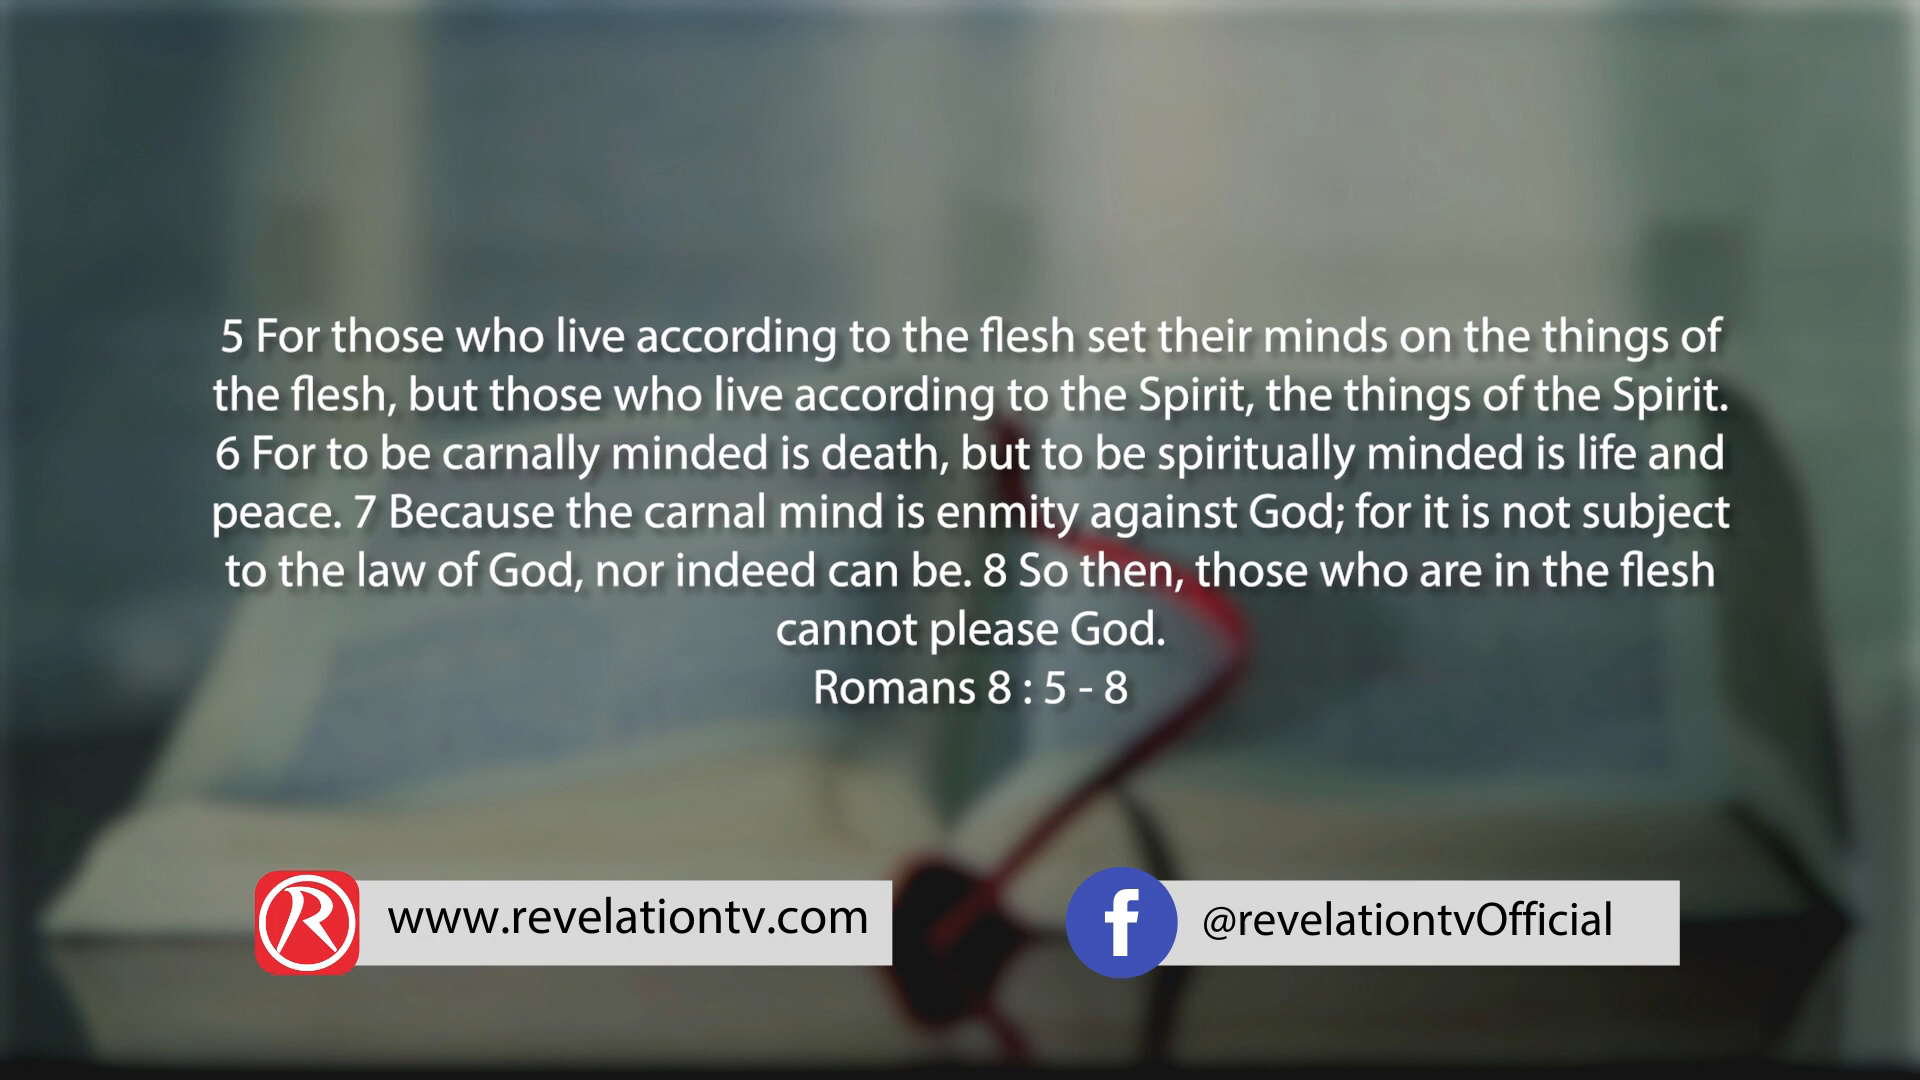 5 For those who live according to the flesh set their minds on the things of
the flesh, but those who live according to the Spirit, the things of the Spirit.
6 For to be carnally minded is death, but to be spiritually minded is life and
peace. 7 Because the carnal mind is enmity against God; for it is not subject
to the law of God, nor indeed can be. 8 So then, those who are in the flesh
cannot please God.
Romans 8 : 5 - 8
R www.revelationtv.com
f @revelationtvOfficial